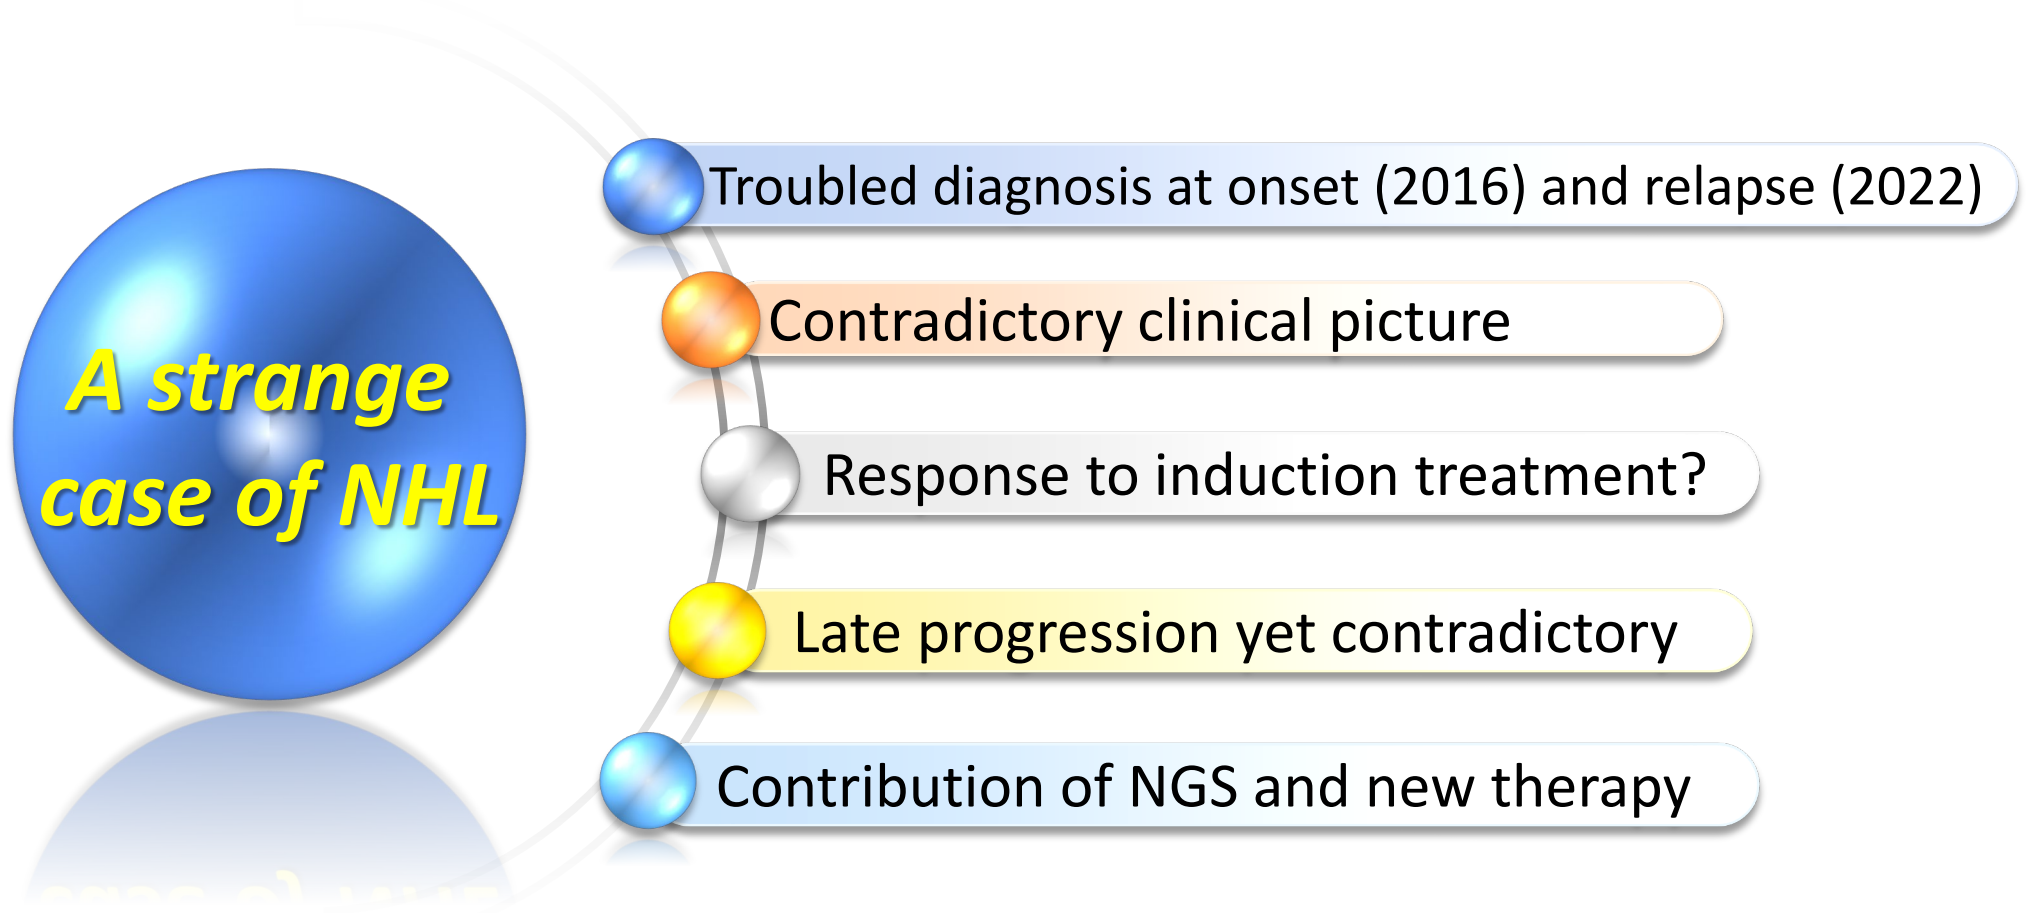 A strange
case of NHL
Troubled diagnosis at onset (2016) and relapse (2022)
Contradictory clinical picture
Response to induction treatment?
Late progression yet contradictory
Contribution of NGS and new therapy